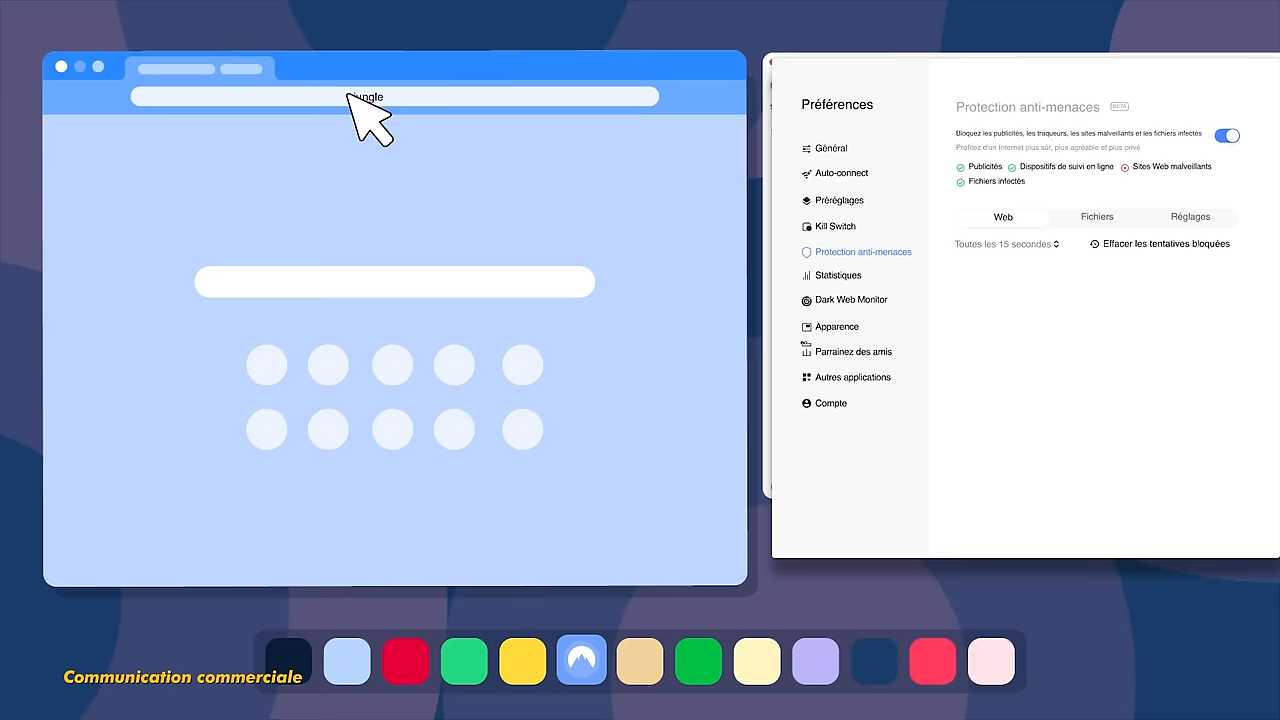 Préférences
Général
Auto-connect
Préréglages
Kill Switch
Protection anti-menaces
Statistiques
Dark Web Monitor
Apparence
Parrainez des amis
Autres applications
Compte
Protection anti-menaces BETA
Bloquez les publicités, les traqueurs, les sites malveillants et les fichiers infectés
Profitez d'un Internet plus sûr, plus agréable et plus privé
Publicités Dispositifs de suivi en ligne Sites Web malveillants
Fichiers infectés
Web Fichiers Réglages
Toutes les 15 secondes Effacer les tentatives bloquées
Communication commerciale